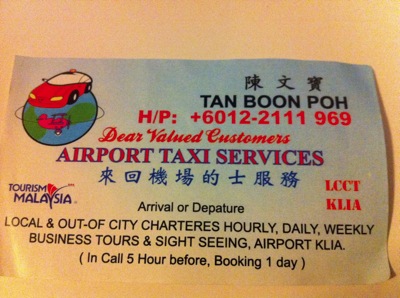 陳文寶
TAN BOON POH
H/P: +6012-2111 969
Dear Valued Customers
AIRPORT TAXI SERVICES
來回機場的士服務
TOURISM
MALAYSIA
LCCT
KLIA
Arrival or Depature
LOCAL & OUT-OF CITY CHARTERES HOURLY, DAILY, WEEKLY
BUSINESS TOURS & SIGHT SEEING, AIRPORT KLIA.
( In Call 5 Hour before, Booking 1 day )